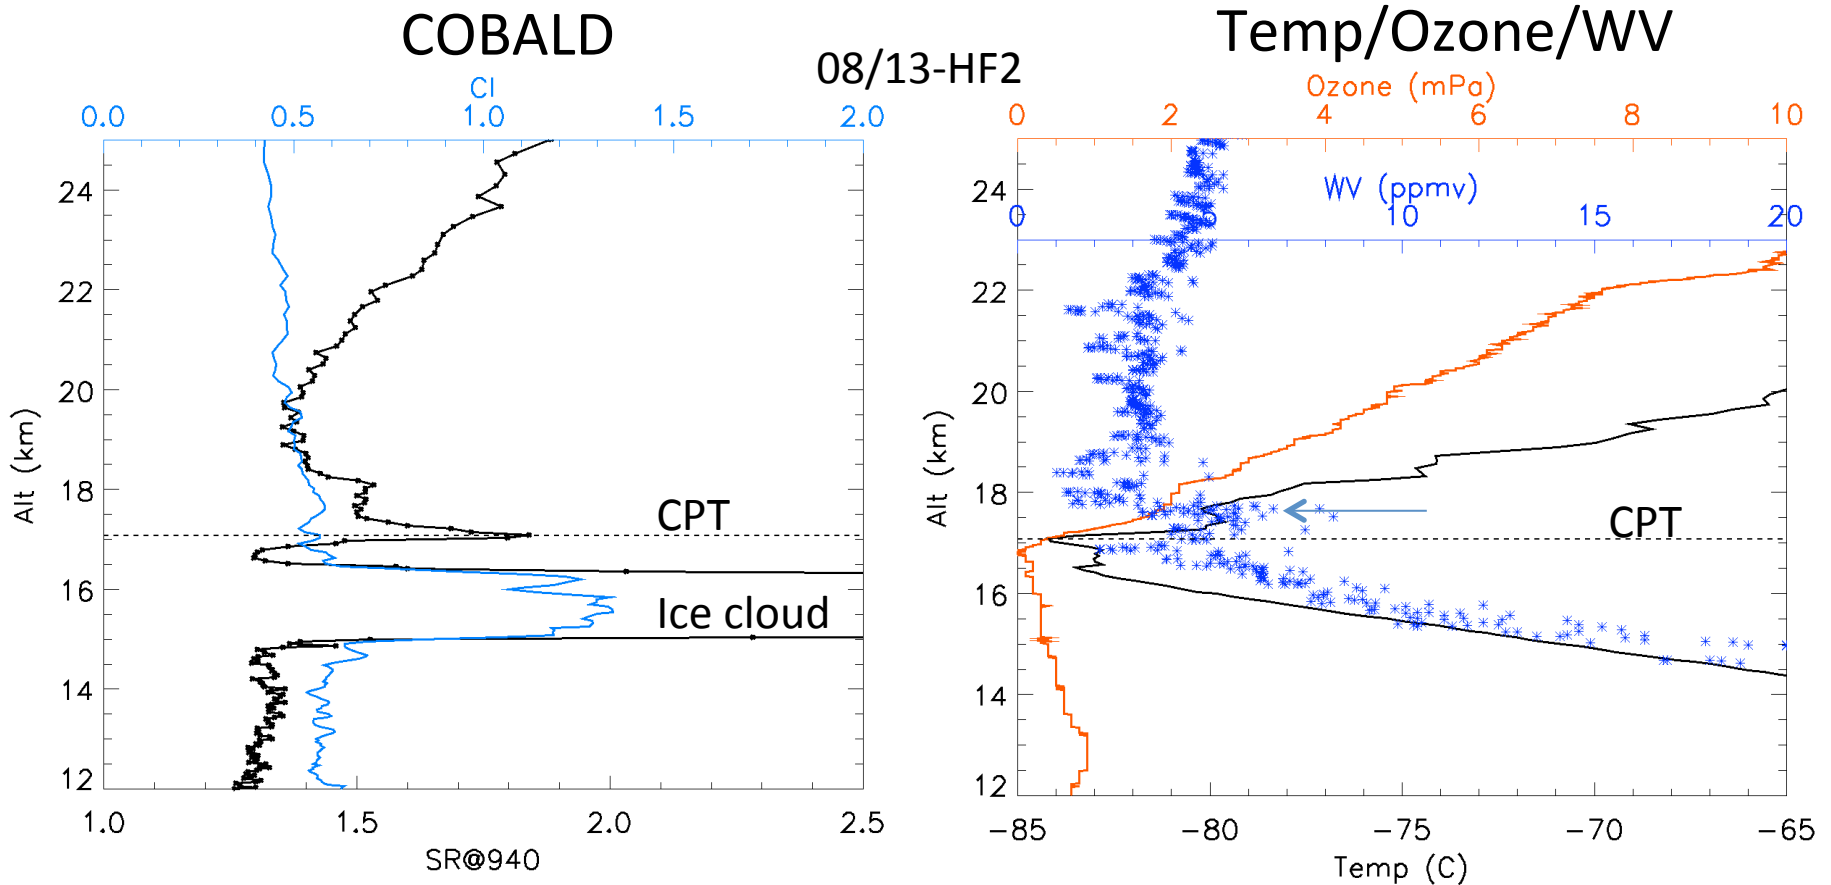 COBALD
Temp/Ozone/WV
08/13-HF2
CI
0.0 0.5 1.0 1.5 2.0
24
22
20
18
16
14
12
Alt (km)
CPT
Ice cloud
1.0 1.5 2.0 2.5
SR@940
Ozone (mPa)
0 2 4 6 8 10
WV (ppmv)
0 5 10 15 20
24
22
20
18
16
14
12
Alt (km)
CPT
−85 −80 −75 −70 −65
Temp (C)